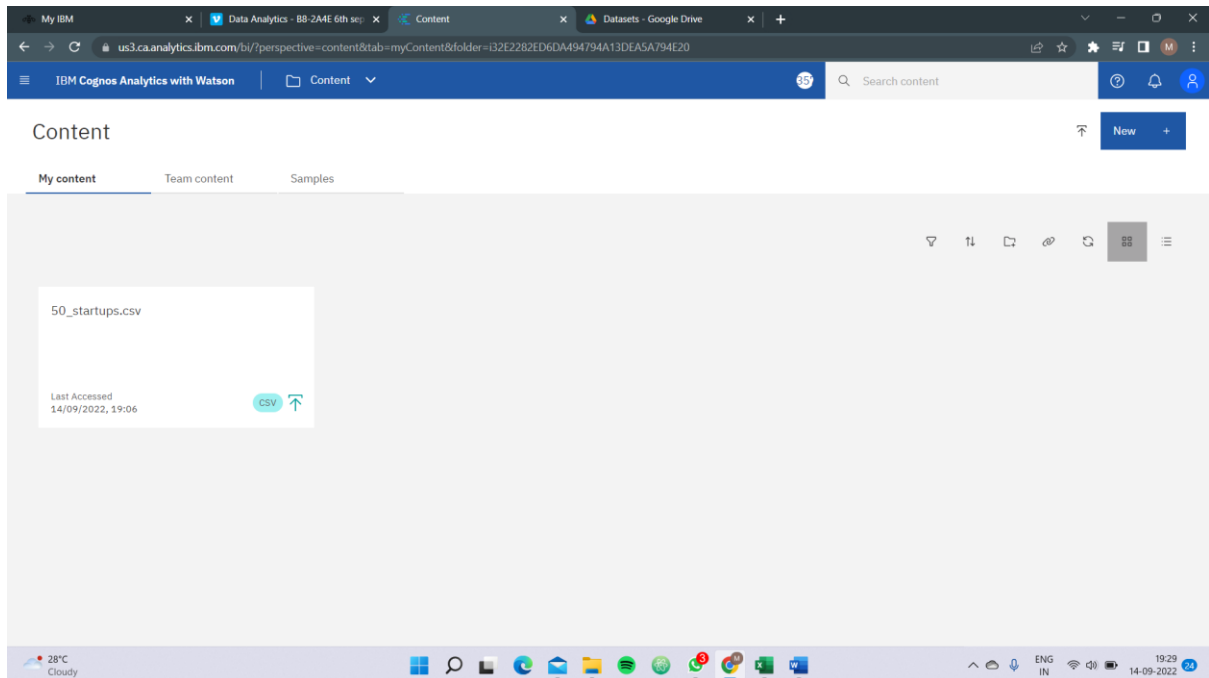 My IBM
Data Analytics - B8-2A4E 6th sep
Content
Datasets - Google Drive
us3.ca.analytics.ibm.com/bi/?perspective=content&tab=myContent&folder=i32E2282ED6DA494794A13DEA5A794E20
M
IBM Cognos Analytics with Watson
Content
35
Search content
Content
New +
My content
Team content
Samples
50_startups.csv
Last Accessed
14/09/2022, 19:06
CSV
28°C
Cloudy
3
ENG
IN
19:29
14-09-2022
24